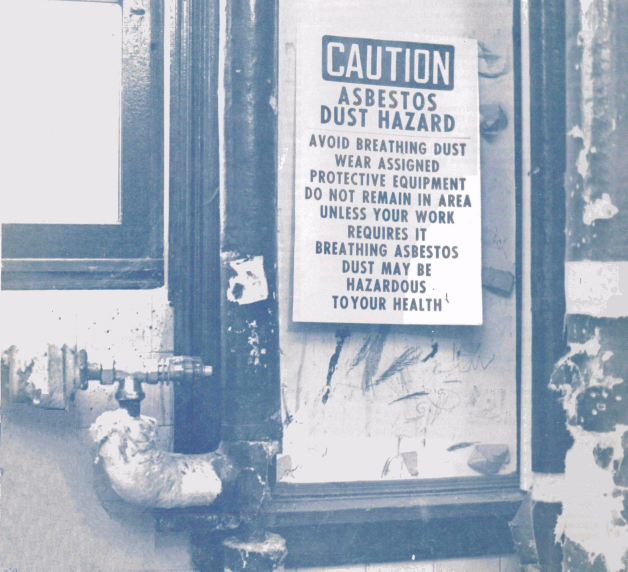 CAUTION
ASBESTOS
DUST HAZARD
AVOID BREATHING DUST
WEAR ASSIGNED
PROTECTIVE EQUIPMENT
DO NOT REMAIN IN AREA
UNLESS YOUR WORK
REQUIRES IT
BREATHING ASBESTOS
DUST MAY BE
HAZARDOUS
TOYOUR HEALTH